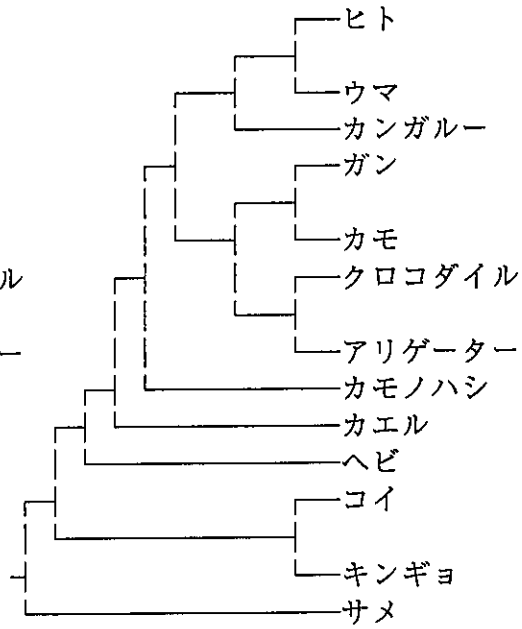 ヒト
ウマ
カンガルー
ガン
カモ
クロコダイル
ル
アリゲーター
ー
カモノハシ
カエル
ヘビ
コイ
キンギョ
サメ